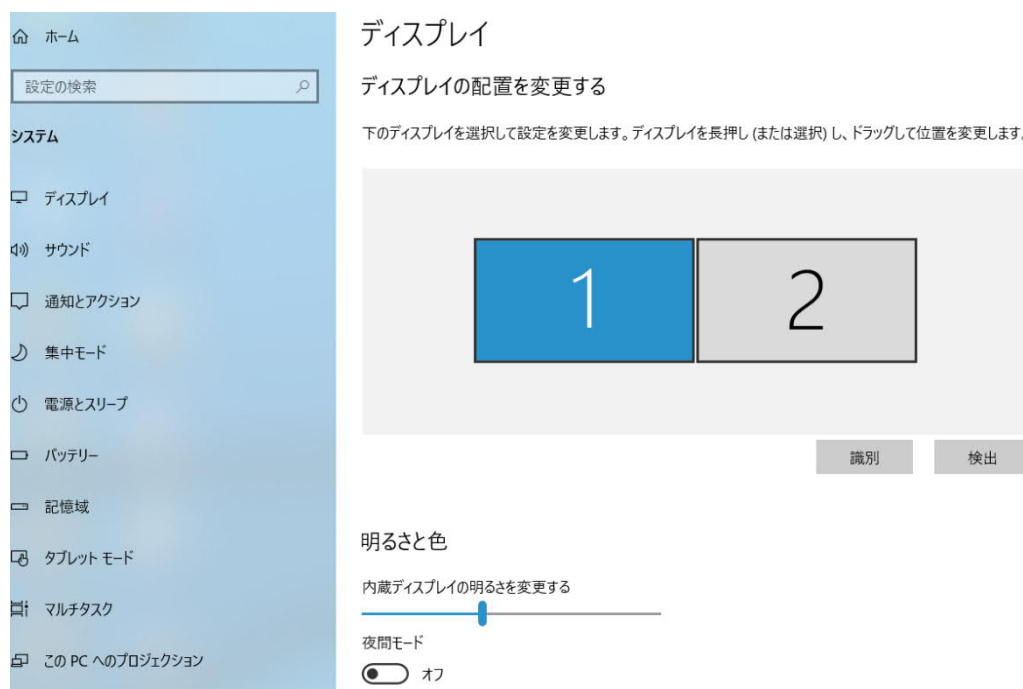 ホーム
設定の検索
システム
ディスプレイ
サウンド
通知とアクション
集中モード
電源とスリープ
バッテリー
記憶域
タブレット モード
マルチタスク
この PC へのプロジェクション
ディスプレイ
ディスプレイの配置を変更する
下のディスプレイを選択して設定を変更します。ディスプレイを長押し (または選択) し、ドラッグして位置を変更します。
1
2
識別
検出
明るさと色
内蔵ディスプレイの明るさを変更する
夜間モード
オフ